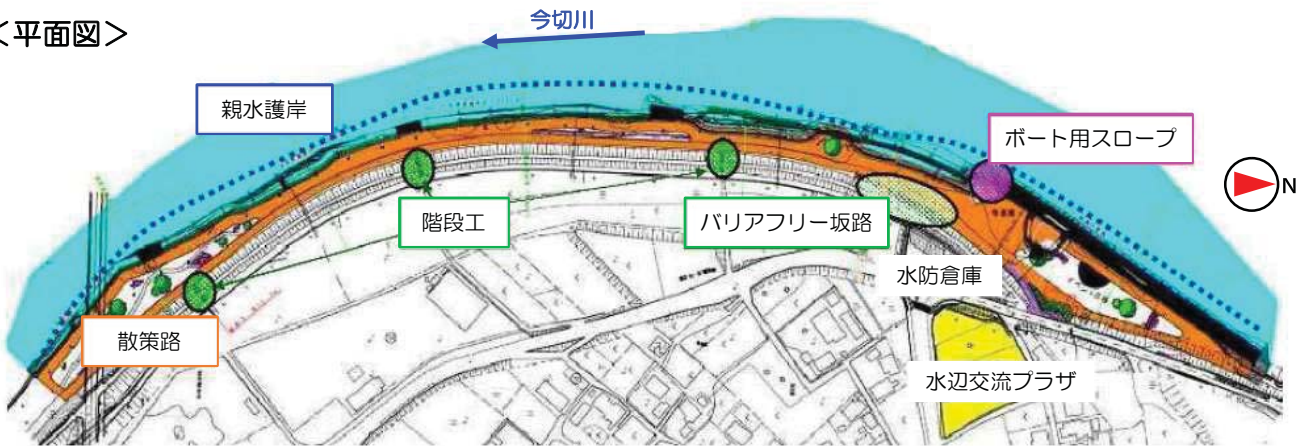 <平面図>
今切川
親水護岸
ボート用スロープ
N
階段工
バリアフリー坂路
水防倉庫
散策路
水辺交流プラザ